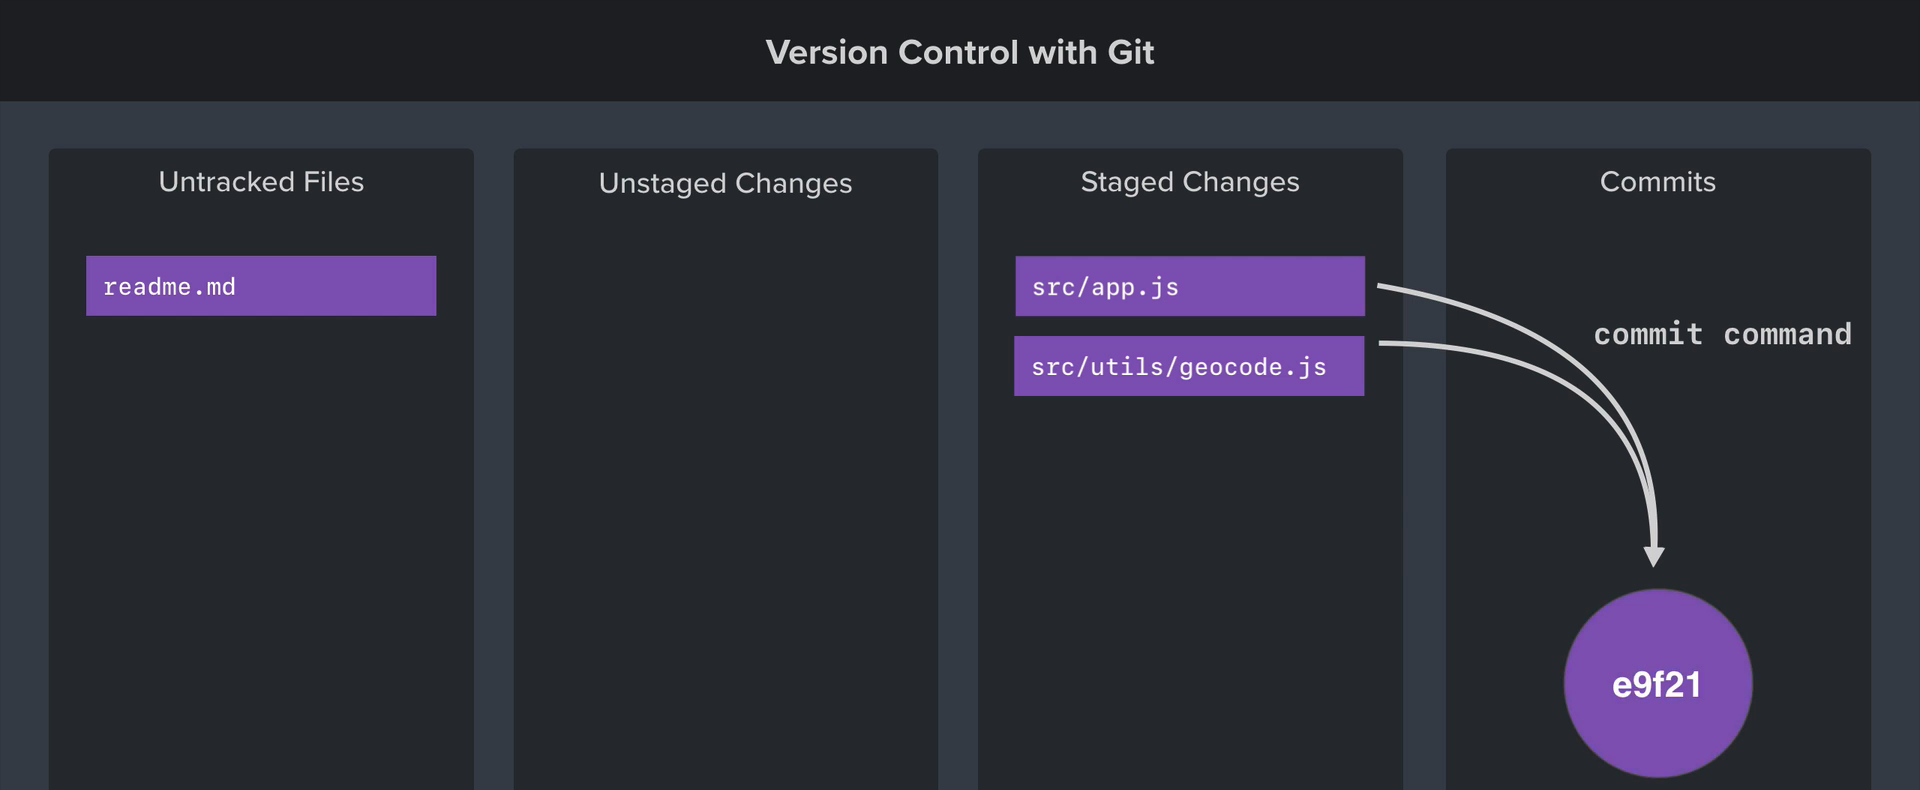 Version Control with Git
Untracked Files
readme.md
Unstaged Changes
Staged Changes
src/app.js
src/utils/geocode.js
Commits
commit command
e9f21